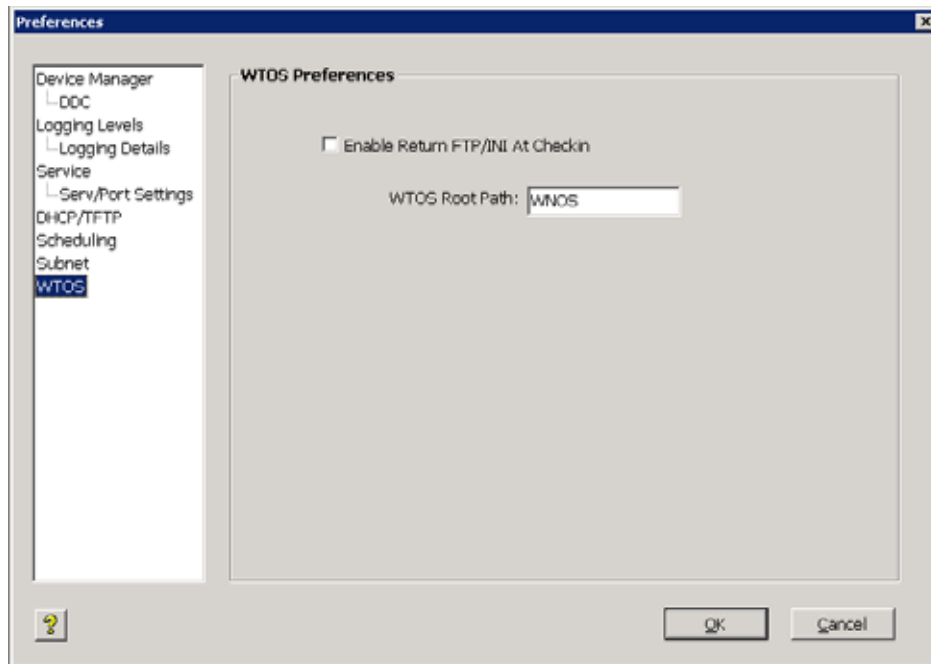 Preferences
Device Manager
DDC
Logging Levels
Logging Details
Service
Serv/Port Settings
DHCP/TFTP
Scheduling
Subnet
WTOS
WTOS Preferences
Enable Return FTP/INI At Checkin
WTOS Root Path: WNOS
?
OK
Cancel